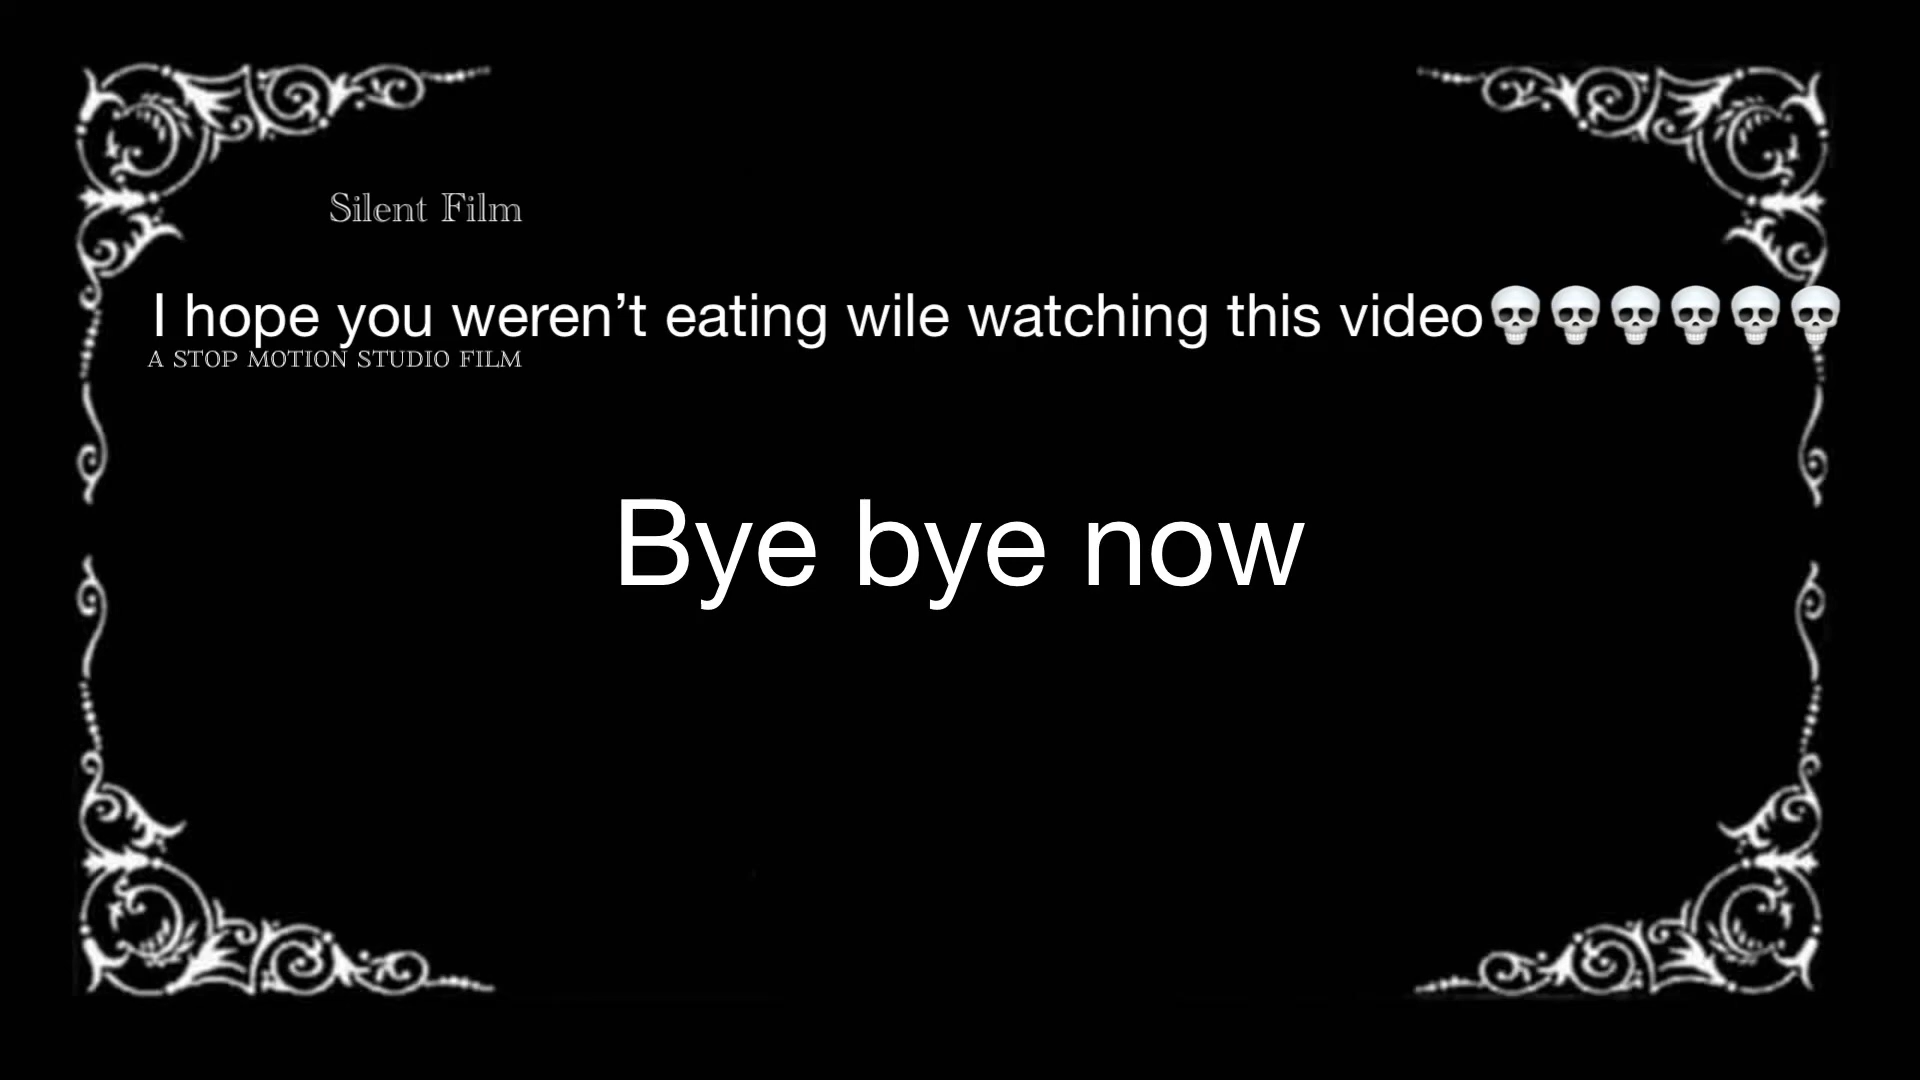 Silent Film
I hope you weren’t eating wile watching this video💀💀💀💀💀💀
A STOP MOTION STUDIO FILM
Bye bye now